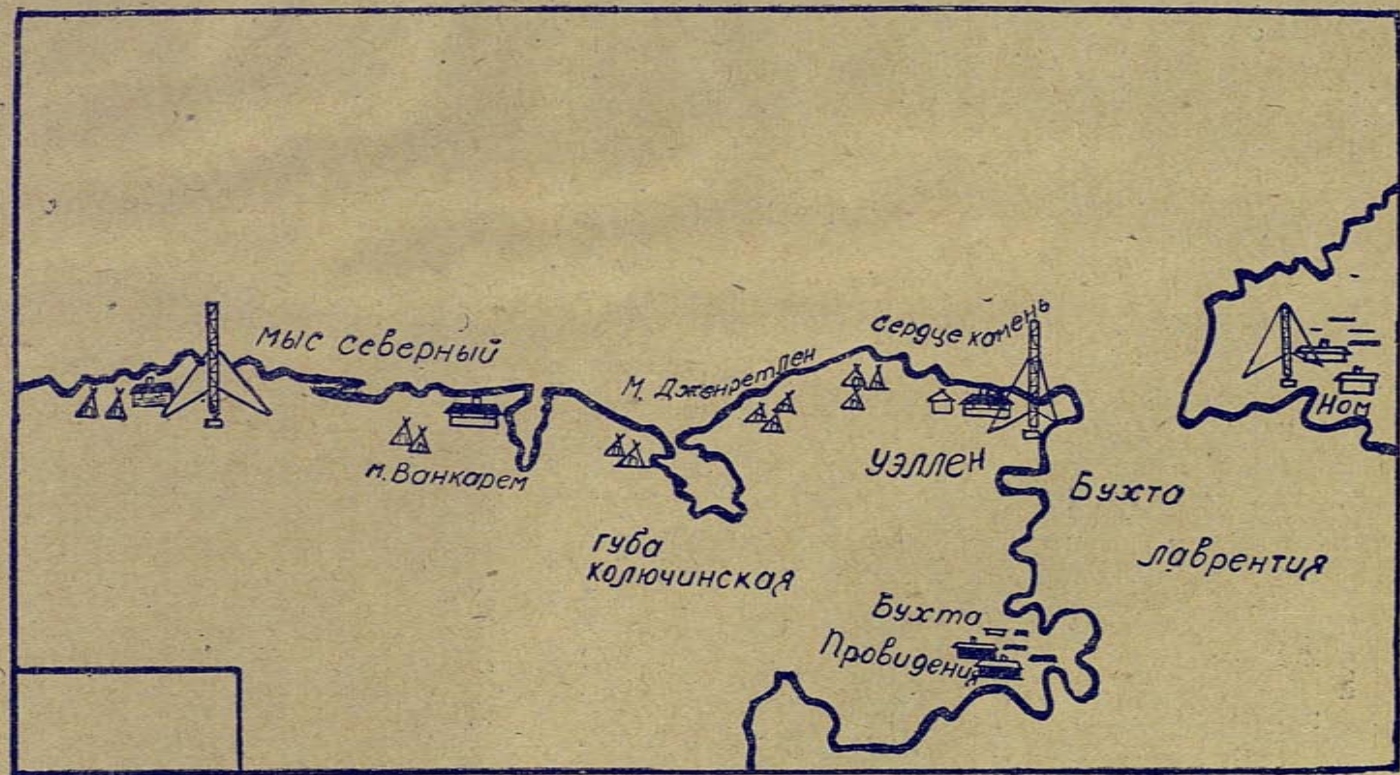 мыс северный
м. Ванкарем
губа
колючинская
М. Дженретлен
Сердце камень
уэллен
Бухта
лаврентия
Бухта
Провидения
Ном